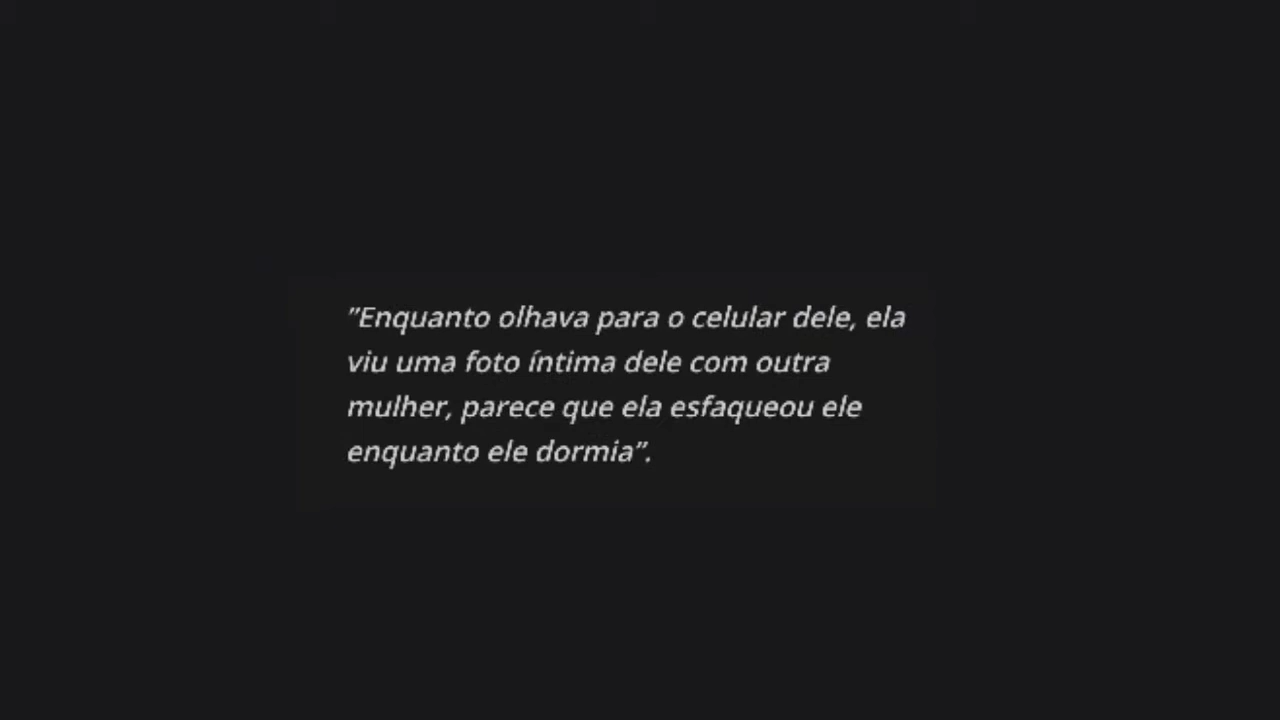 "Enquanto olhava para o celular dele, ela
viu uma foto íntima dele com outra
mulher, parece que ela esfaqueou ele
enquanto ele dormia".